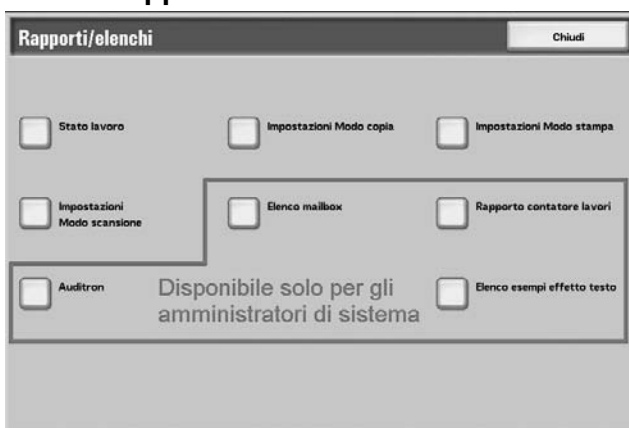 Rapporti/elenchi
Chiudi
Stato lavoro
Impostazioni Modo copia
Impostazioni Modo stampa
Impostazioni
Modo scansione
Elenco mailbox
Rapporto contatore lavori
Auditron
Disponibile solo per gli
amministratori di sistema
Elenco esempi effetto testo